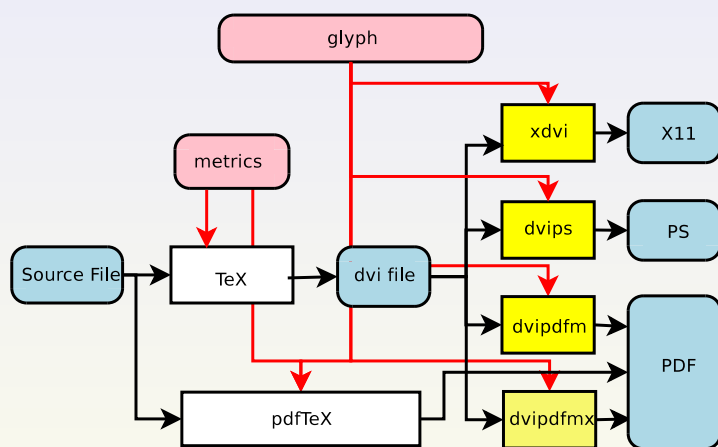 glyph
xdvi
X11
metrics
dvips
PS
Source File
TeX
dvi file
dvipdfm
PDF
pdfTeX
dvipdfmx